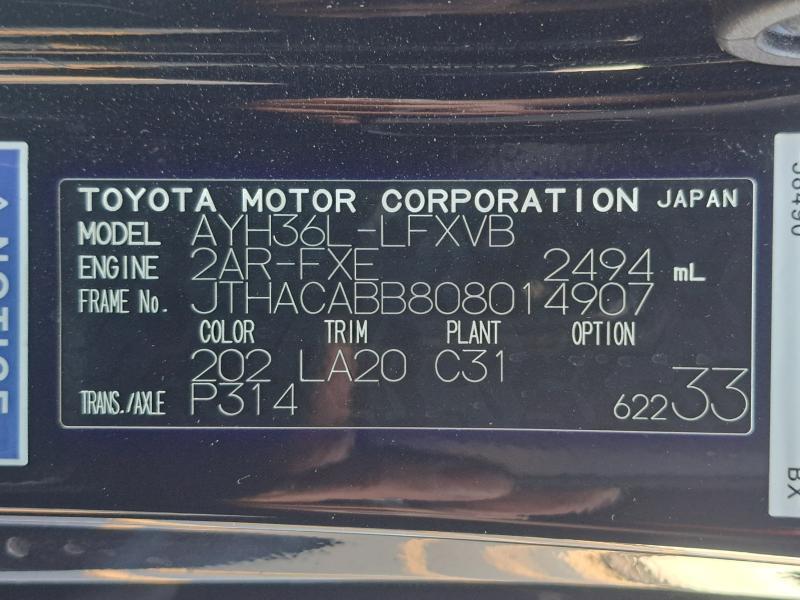 TOYOTA MOTOR CORPORATION JAPAN
MODEL AYH36L-LFXVB
ENGINE 2AR-FXE 2494 mL
FRAME No. JTHACABB808014907
COLOR TRIM PLANT OPTION
202 LA20 C31
TRANS./AXLE P314 62233
BX